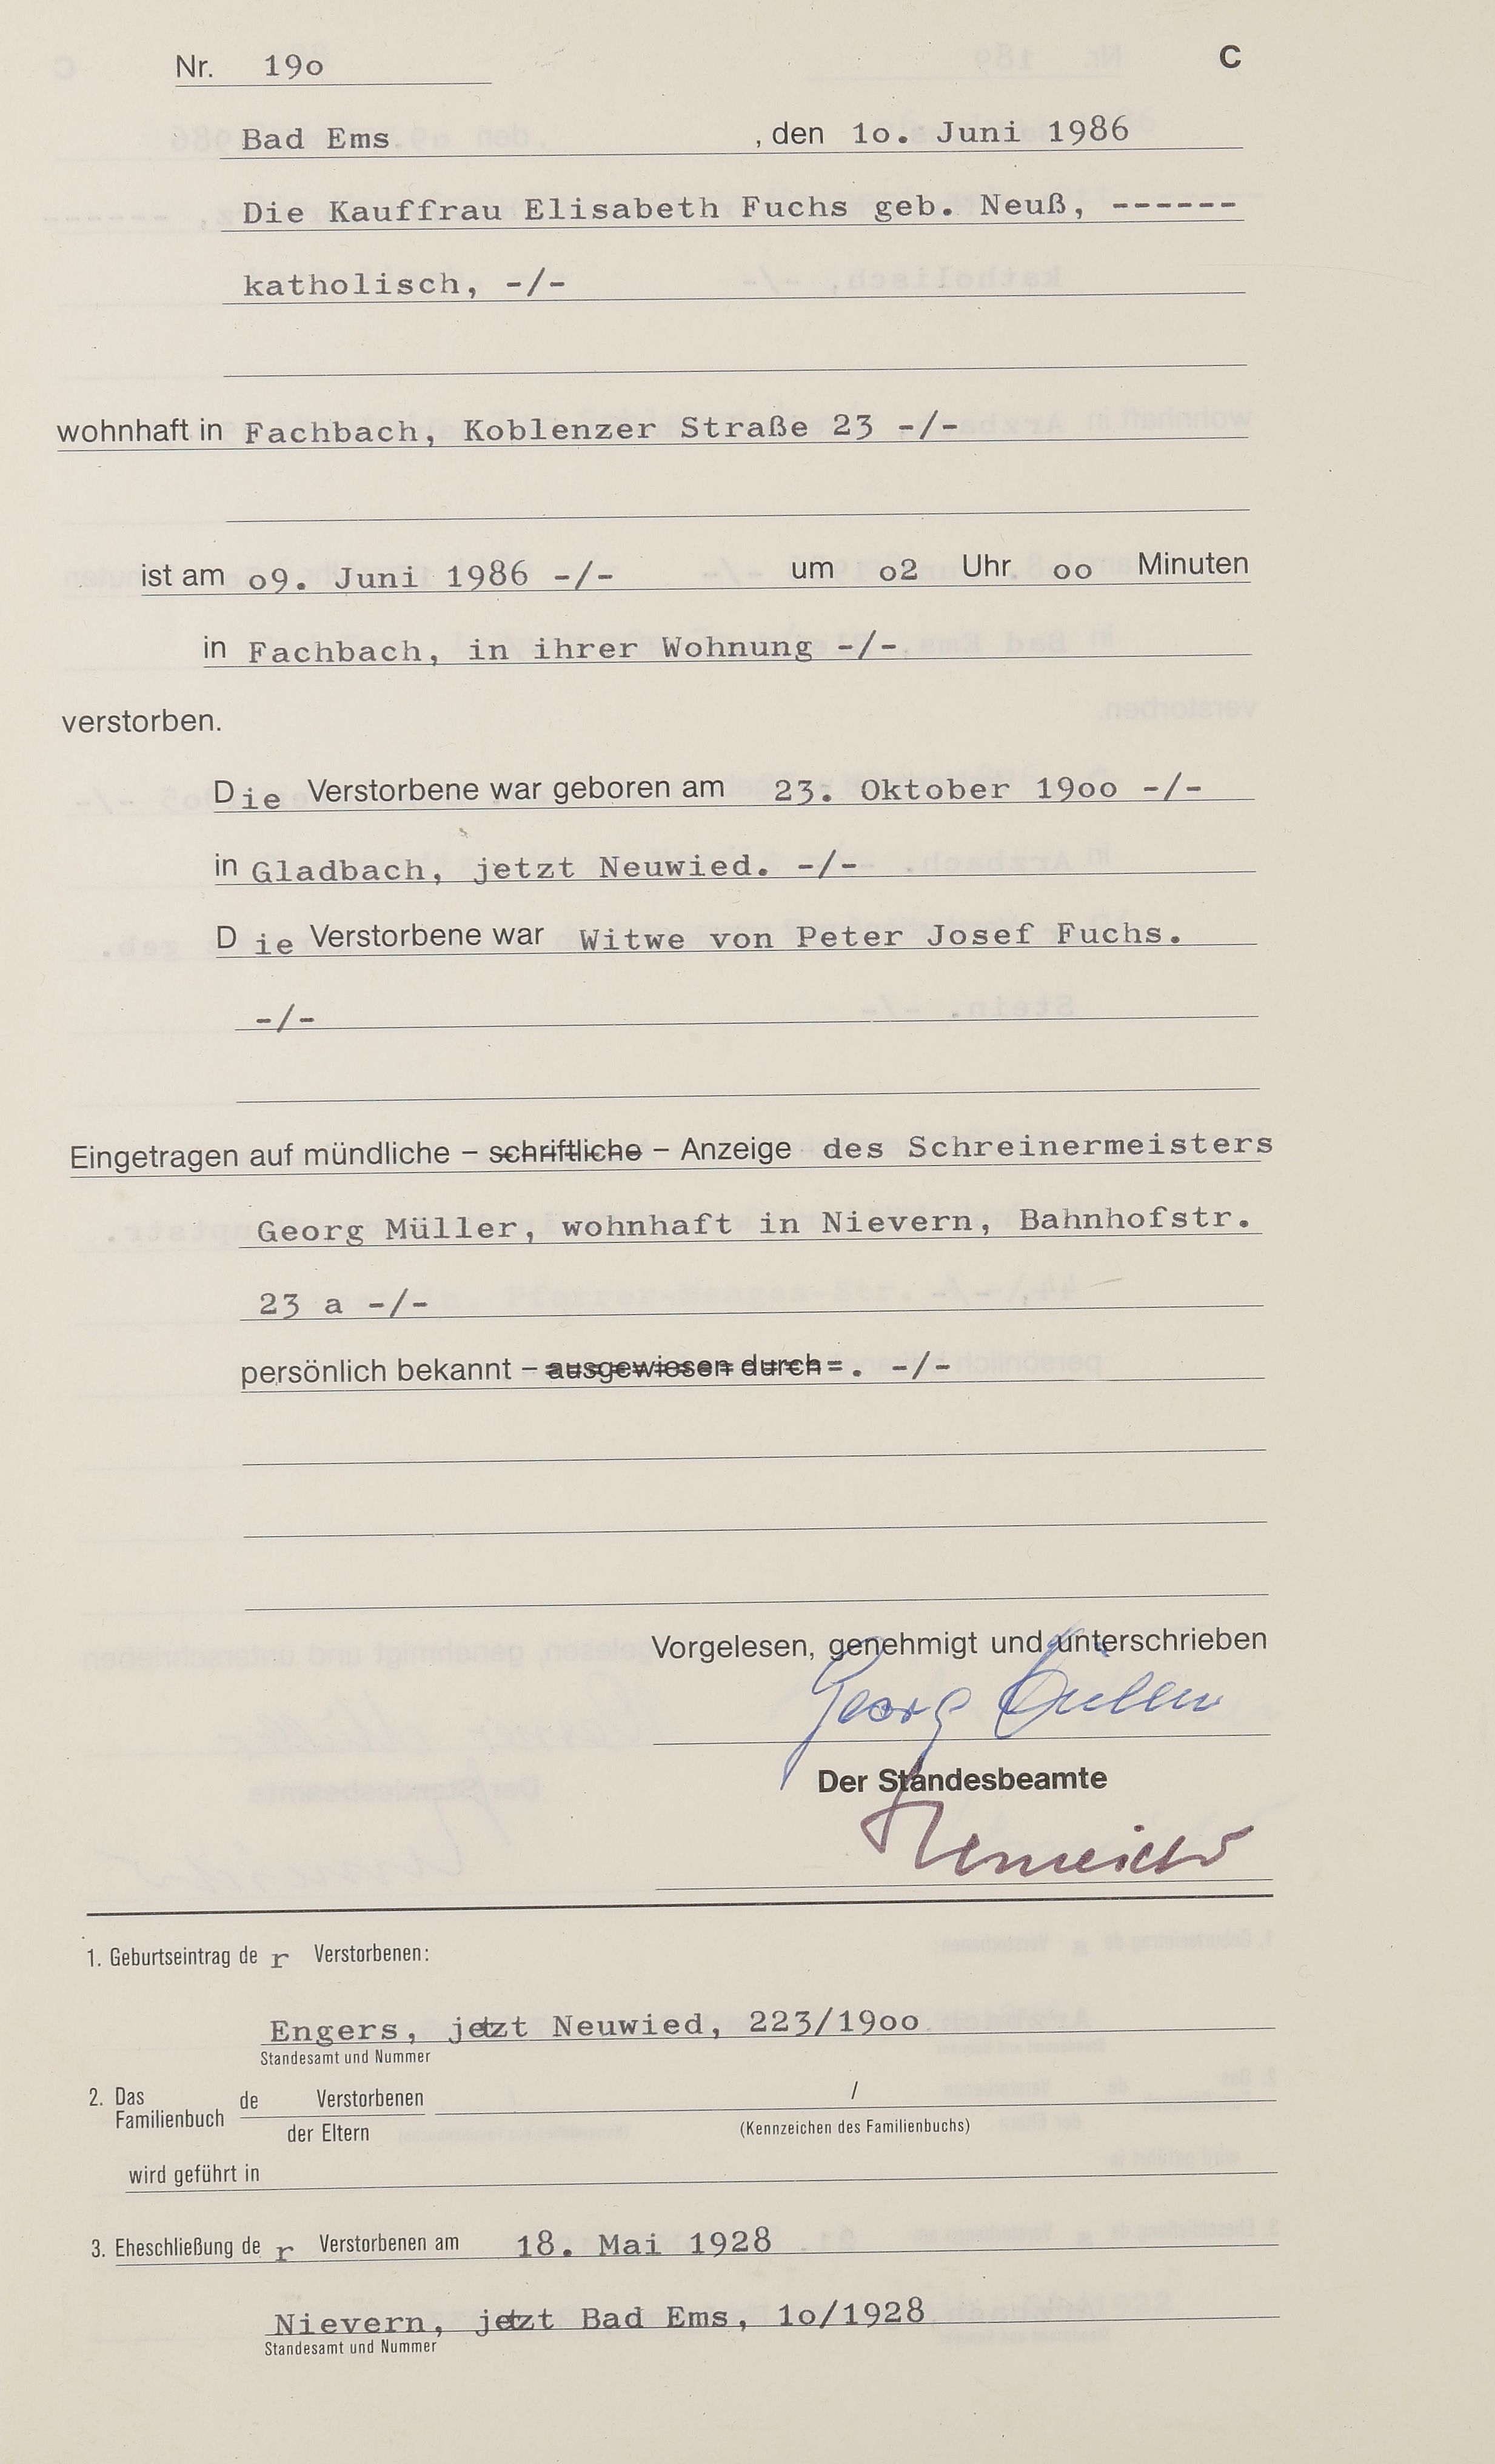 Nr. 19o C
Bad Ems , den 1o. Juni 1986
Die Kauffrau Elisabeth Fuchs geb. Neuß, ------
katholisch, -/-
wohnhaft in Fachbach, Koblenzer Straße 23 -/-
ist am o9. Juni 1986 -/- um o2 Uhr oo Minuten
in Fachbach, in ihrer Wohnung -/-
verstorben.
Die Verstorbene war geboren am 23. Oktober 19oo -/-
in Gladbach, jetzt Neuwied. -/-
Die Verstorbene war Witwe von Peter Josef Fuchs.
-/-
Eingetragen auf mündliche – schriftliche – Anzeige des Schreinermeisters
Georg Müller, wohnhaft in Nievern, Bahnhofstr.
23 a -/-
persönlich bekannt – ausgewiesen durch = . -/-
Vorgelesen, genehmigt und unterschrieben
Georg Müller
Der Standesbeamte
1. Geburtseintrag der Verstorbenen:
Engers, jetzt Neuwied, 223/19oo
Standesamt und Nummer
2. Das de Verstorbenen /
Familienbuch der Eltern (Kennzeichen des Familienbuchs)
wird geführt in
3. Eheschließung der Verstorbenen am 18. Mai 1928
Nievern, jetzt Bad Ems, 1o/1928
Standesamt und Nummer